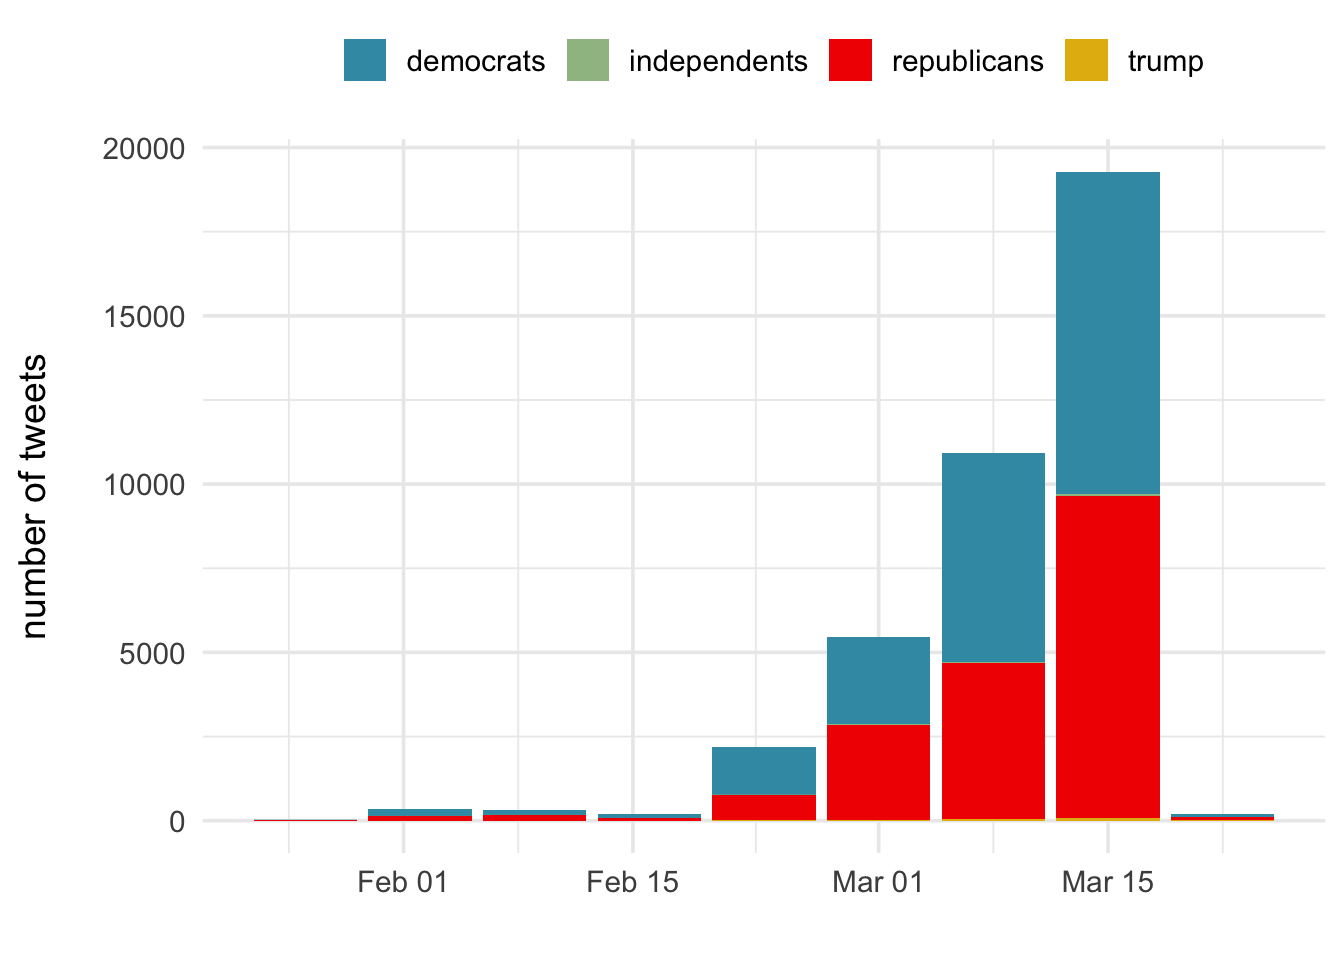 democrats independents republicans trump
20000
15000
10000
5000
0
number of tweets
Feb 01 Feb 15 Mar 01 Mar 15